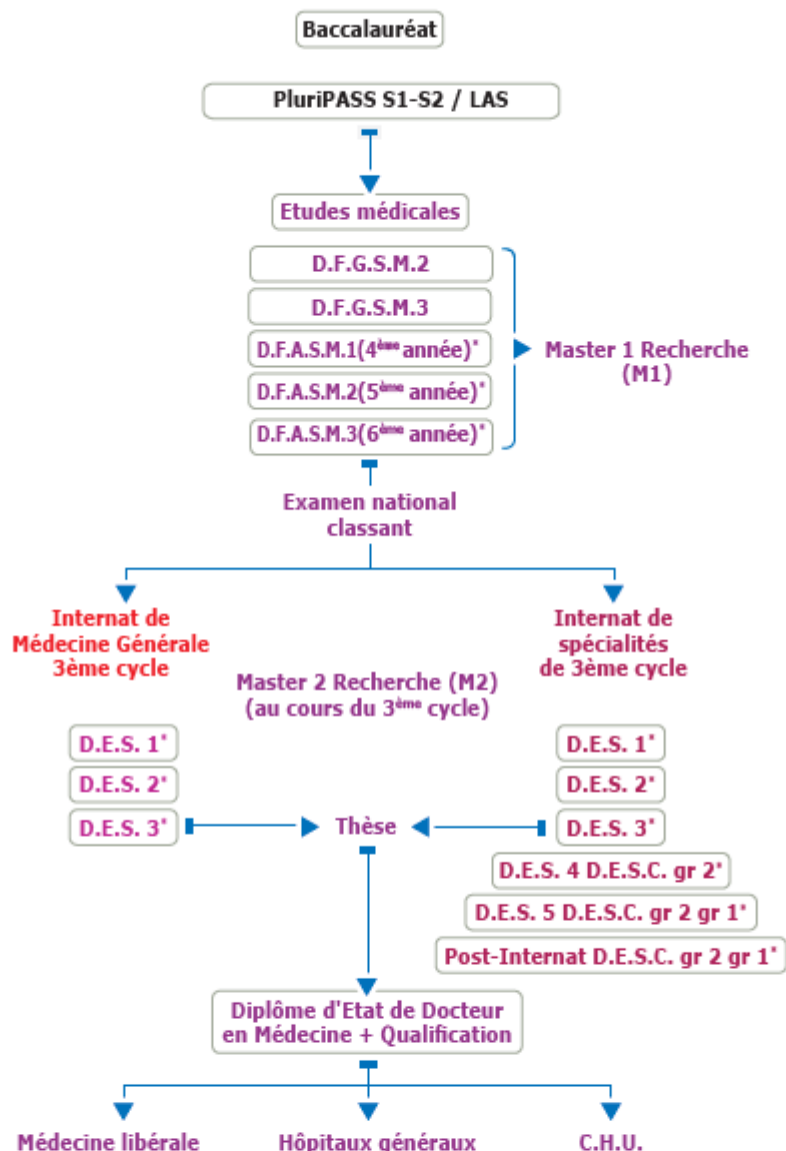 Baccalauréat
PluriPASS S1-S2 / LAS
Etudes médicales
D.F.G.S.M.2
D.F.G.S.M.3
D.F.A.S.M.1(4ème année)*
D.F.A.S.M.2(5ème année)*
D.F.A.S.M.3(6ème année)*
Master 1 Recherche
(M1)
Examen national
classant
Internat de
Médecine Générale
3ème cycle
Internat de
spécialités
de 3ème cycle
Master 2 Recherche (M2)
(au cours du 3ème cycle)
D.E.S. 1*
D.E.S. 2*
D.E.S. 3*
Thèse
D.E.S. 1*
D.E.S. 2*
D.E.S. 3*
D.E.S. 4 D.E.S.C. gr 2*
D.E.S. 5 D.E.S.C. gr 2 gr 1*
Post-Internat D.E.S.C. gr 2 gr 1*
Diplôme d'Etat de Docteur
en Médecine + Qualification
Médecine libérale
Hôpitaux généraux
C.H.U.